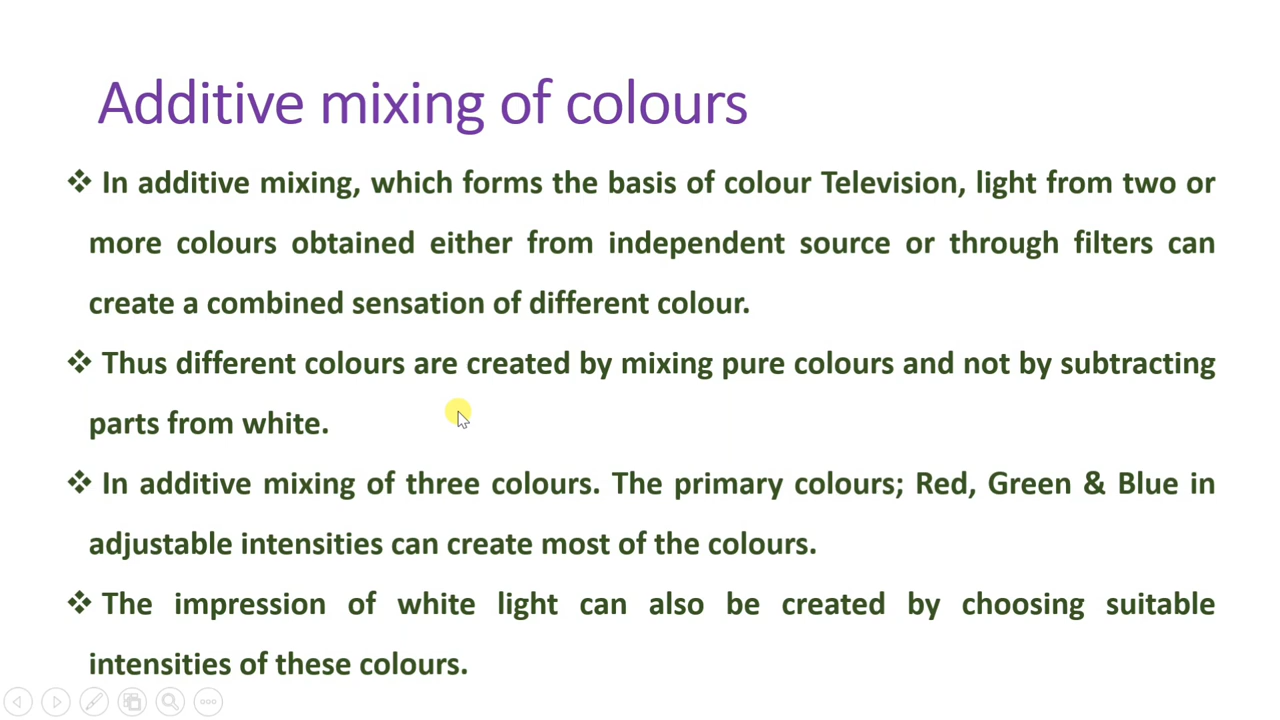 Additive mixing of colours
❖ In additive mixing, which forms the basis of colour Television, light from two or
more colours obtained either from independent source or through filters can
create a combined sensation of different colour.
❖ Thus different colours are created by mixing pure colours and not by subtracting
parts from white.
❖ In additive mixing of three colours. The primary colours; Red, Green & Blue in
adjustable intensities can create most of the colours.
❖ The impression of white light can also be created by choosing suitable
intensities of these colours.